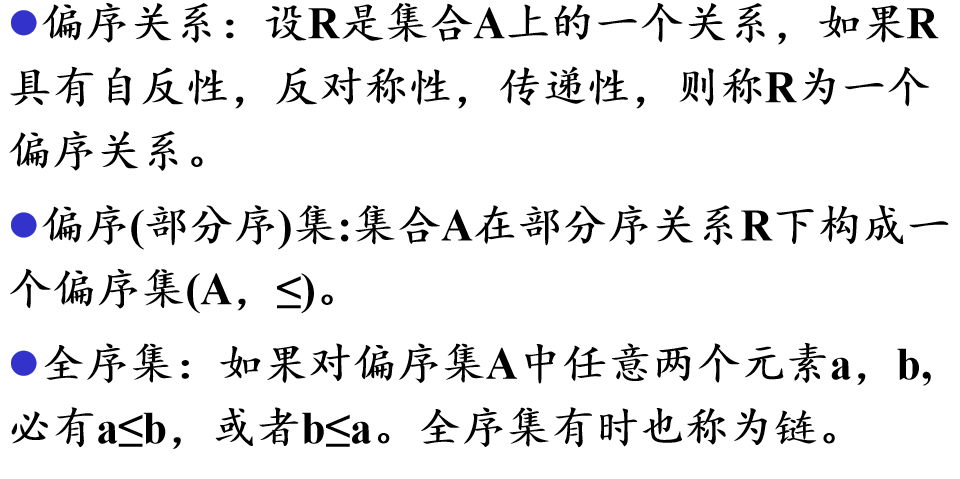 ●偏序关系：设R是集合A上的一个关系，如果R
具有自反性，反对称性，传递性，则称R为一个
偏序关系。
●偏序(部分序)集:集合A在部分序关系R下构成一
个偏序集(A，≤)。
●全序集：如果对偏序集A中任意两个元素a，b,
必有a≤b，或者b≤a。全序集有时也称为链。